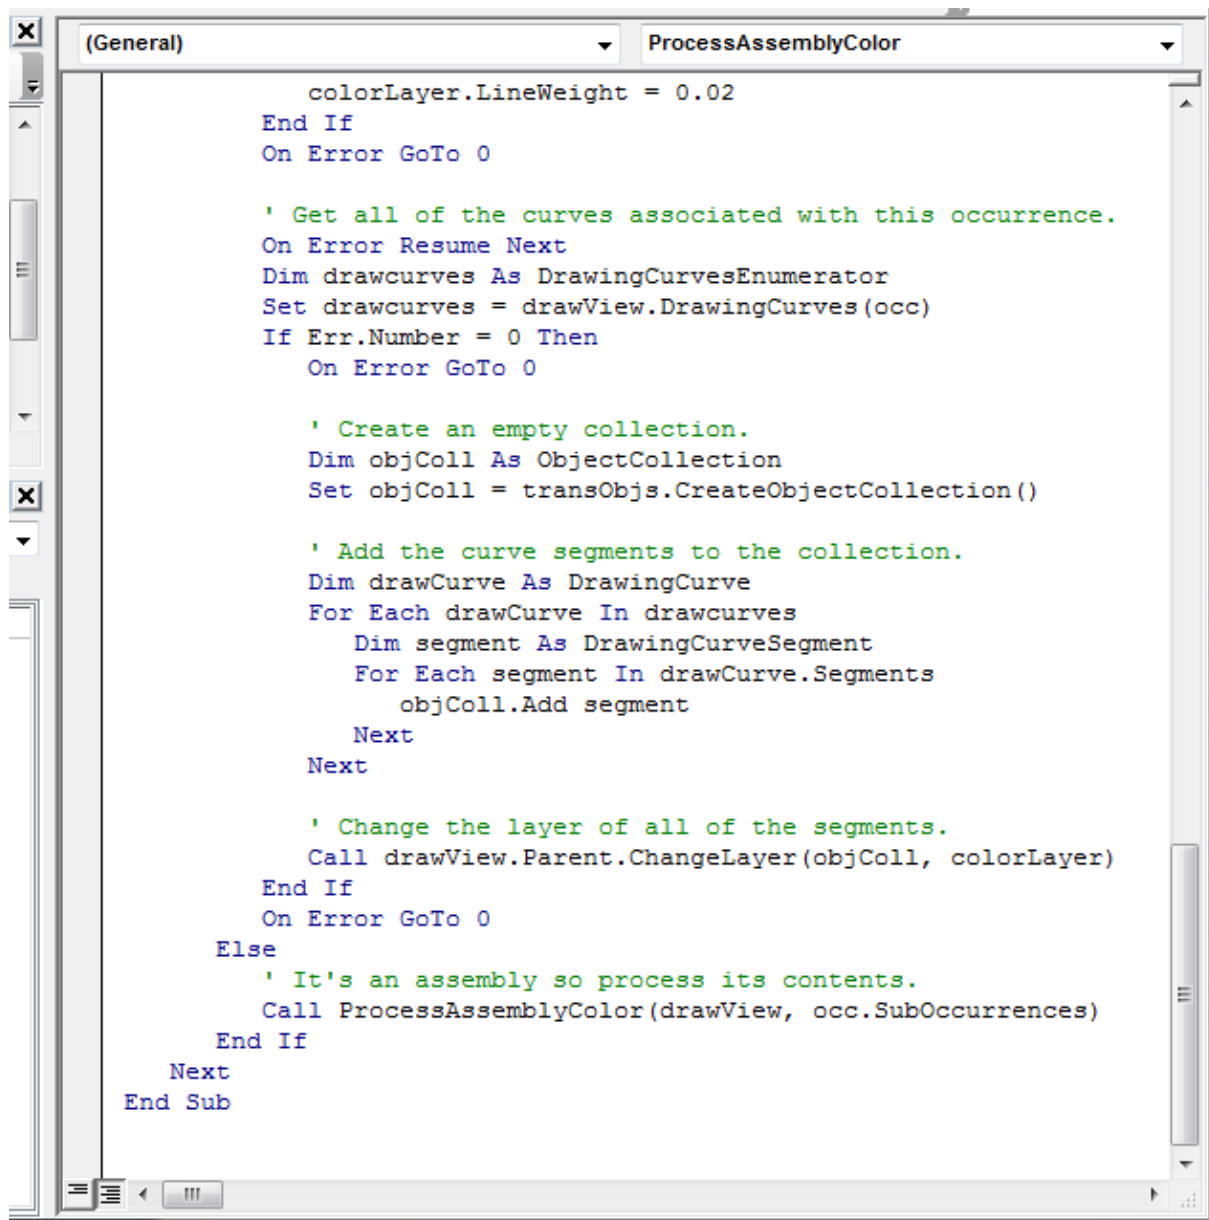 (General) ProcessAssemblyColor
colorLayer.LineWeight = 0.02
End If
On Error GoTo 0
' Get all of the curves associated with this occurrence.
On Error Resume Next
Dim drawcurves As DrawingCurvesEnumerator
Set drawcurves = drawView.DrawingCurves(occ)
If Err.Number = 0 Then
On Error GoTo 0
' Create an empty collection.
Dim objColl As ObjectCollection
Set objColl = transObjs.CreateObjectCollection()
' Add the curve segments to the collection.
Dim drawCurve As DrawingCurve
For Each drawCurve In drawcurves
Dim segment As DrawingCurveSegment
For Each segment In drawCurve.Segments
objColl.Add segment
Next
Next
' Change the layer of all of the segments.
Call drawView.Parent.ChangeLayer(objColl, colorLayer)
End If
On Error GoTo 0
Else
' It's an assembly so process its contents.
Call ProcessAssemblyColor(drawView, occ.SubOccurrences)
End If
Next
End Sub